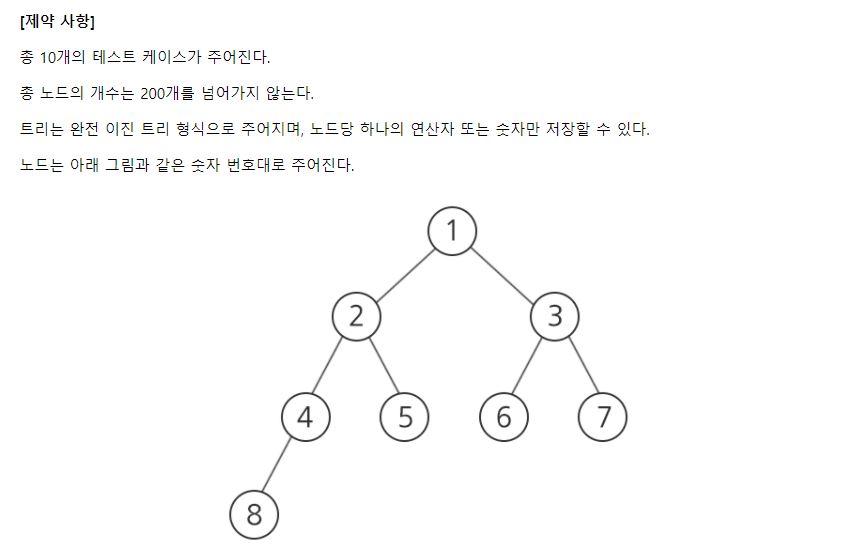 [제약 사항]
총 10개의 테스트 케이스가 주어진다.
총 노드의 개수는 200개를 넘어가지 않는다.
트리는 완전 이진 트리 형식으로 주어지며, 노드당 하나의 연산자 또는 숫자만 저장할 수 있다.
노드는 아래 그림과 같은 숫자 번호대로 주어진다.
1
2 3
4 5 6 7
8